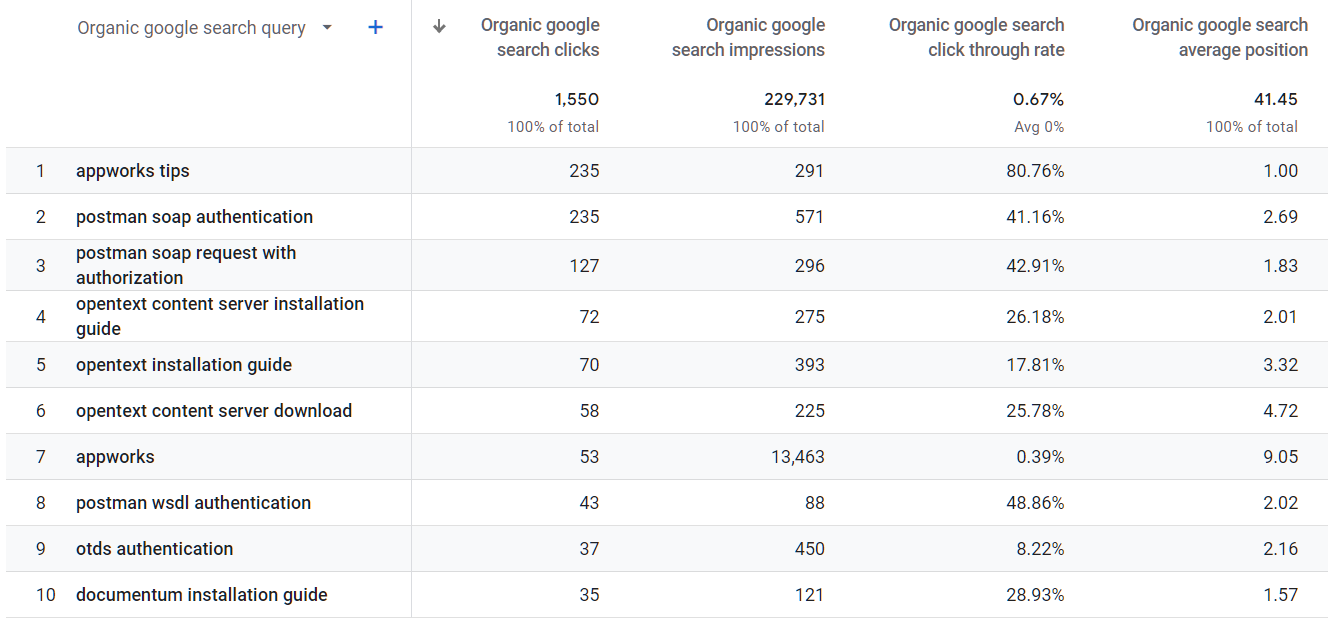 Organic google search query
Organic google search clicks
Organic google search impressions
Organic google search click through rate
Organic google search average position
1,550 229,731 0.67% 41.45
100% of total 100% of total Avg 0% 100% of total
1 appworks tips 235 291 80.76% 1.00
2 postman soap authentication 235 571 41.16% 2.69
3 postman soap request with authorization 127 296 42.91% 1.83
4 opentext content server installation guide 72 275 26.18% 2.01
5 opentext installation guide 70 393 17.81% 3.32
6 opentext content server download 58 225 25.78% 4.72
7 appworks 53 13,463 0.39% 9.05
8 postman wsdl authentication 43 88 48.86% 2.02
9 otds authentication 37 450 8.22% 2.16
10 documentum installation guide 35 121 28.93% 1.57